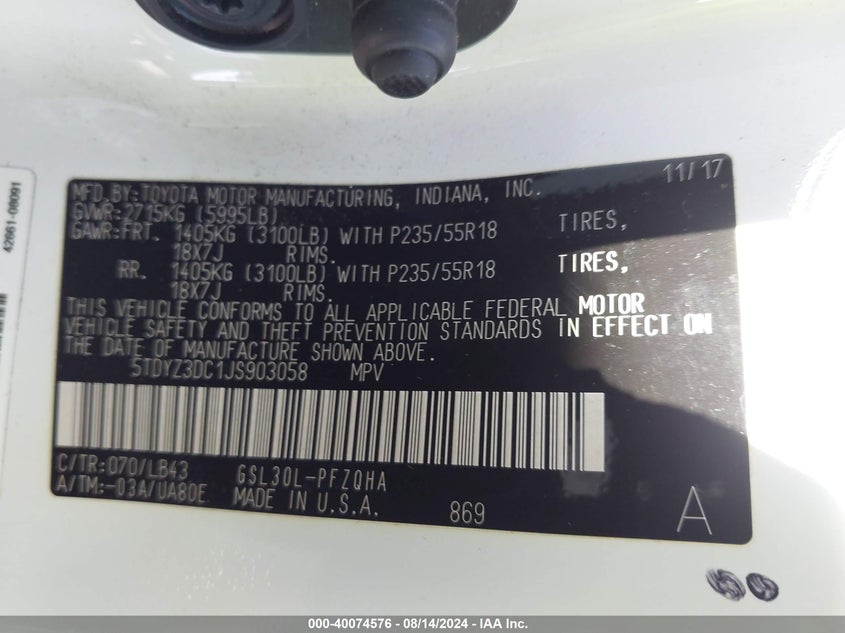 42661-08091
11/17
MFD.BY:TOYOTA MOTOR MANUFACTURING, INDIANA, INC.
GVWR:2715KG (5995LB)
GAWR:FRT. 1405KG (3100LB) WITH P235/55R18 TIRES,
18X7J RIMS.
RR. 1405KG (3100LB) WITH P235/55R18 TIRES,
18X7J RIMS.
THIS VEHICLE CONFORMS TO ALL APPLICABLE FEDERAL MOTOR
VEHICLE SAFETY AND THEFT PREVENTION STANDARDS IN EFFECT ON
THE DATE OF MANUFACTURE SHOWN ABOVE.
5TDYZ3DC1JS903058 MPV
C/TR:070/LB43 GSL30L-PFZQHA
A/TM:-03A/UA80E MADE IN U.S.A. 869 A
000-40074576 - 08/14/2024 - IAA Inc.